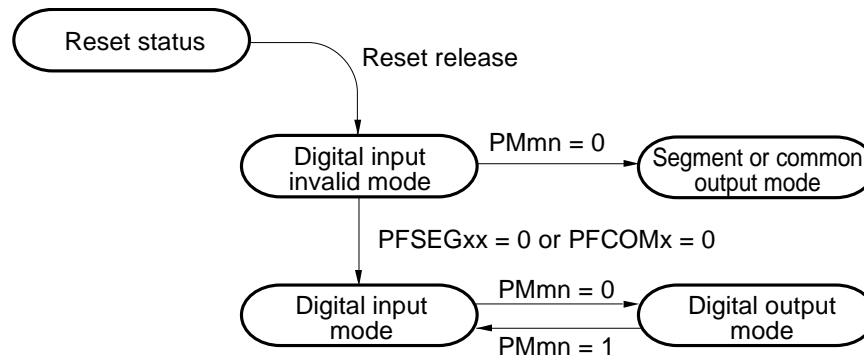 Reset status
Reset release
Digital input
invalid mode
PMmn = 0
Segment or common
output mode
PFSEGxx = 0 or PFCOMx = 0
Digital input
mode
PMmn = 0
PMmn = 1
Digital output
mode